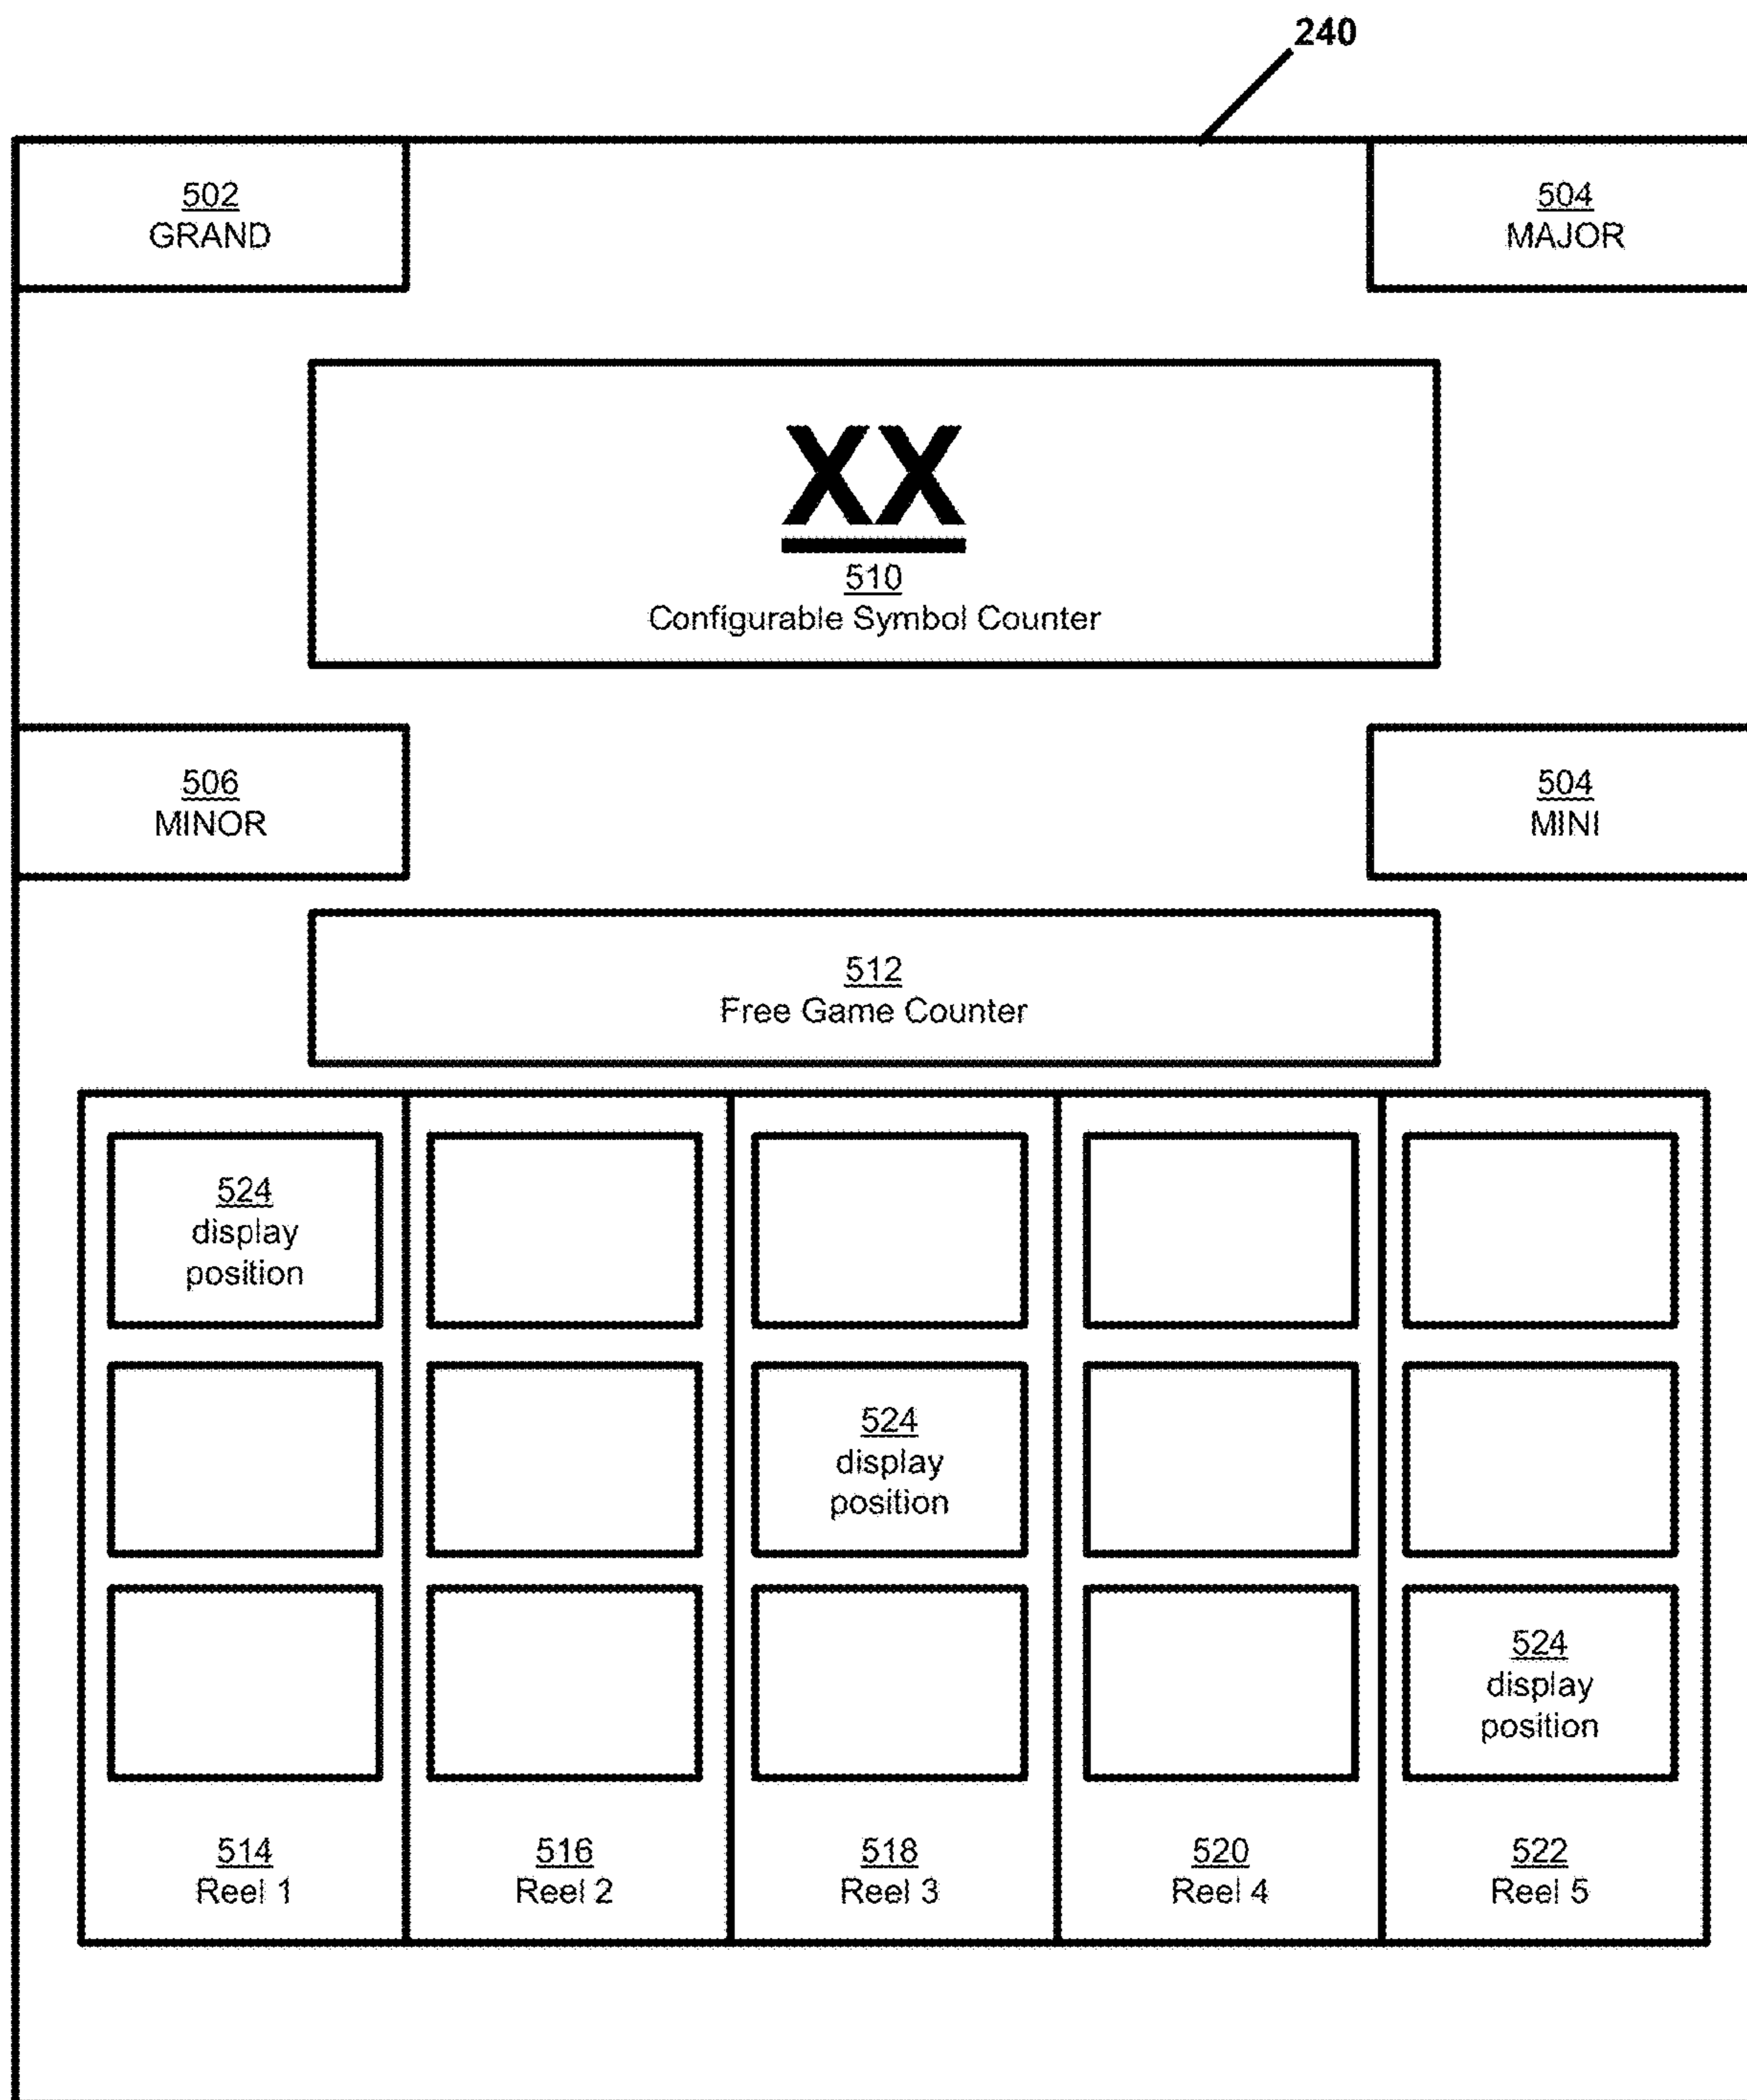 240
502
GRAND
504
MAJOR
XX
510
Configurable Symbol Counter
506
MINOR
504
MINI
512
Free Game Counter
524
display
position
524
display
position
524
display
position
514
Reel 1
516
Reel 2
518
Reel 3
520
Reel 4
522
Reel 5